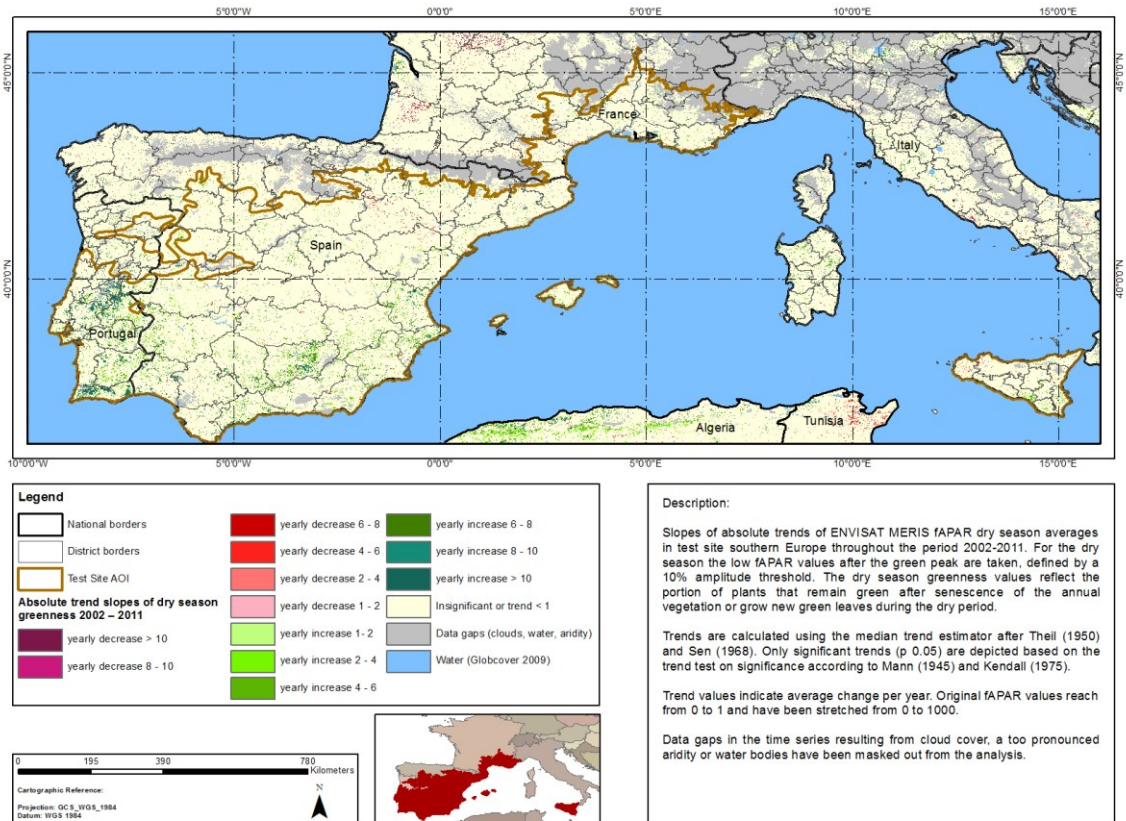 5°0'0"W 0°0'0" 5°0'0"E 10°0'0"E 15°0'0"E
45°0'0"N 45°0'0"N
France
Italy
Spain
40°0'0"N 40°0'0"N
Portugal
Algeria Tunisia
10°0'0"W 5°0'0"W 0°0'0" 5°0'0"E 10°0'0"E 15°0'0"E
Legend
National borders
District borders
Test Site AOI
Absolute trend slopes of dry season
greenness 2002 – 2011
yearly decrease > 10
yearly decrease 8 - 10
yearly decrease 6 - 8
yearly decrease 4 - 6
yearly decrease 2 - 4
yearly decrease 1 - 2
yearly increase 1- 2
yearly increase 2 - 4
yearly increase 4 - 6
yearly increase 6 - 8
yearly increase 8 - 10
yearly increase > 10
Insignificant or trend < 1
Data gaps (clouds, water, aridity)
Water (Globcover 2009)
Description:
Slopes of absolute trends of ENVISAT MERIS fAPAR dry season averages
in test site southern Europe throughout the period 2002-2011. For the dry
season the low fAPAR values after the green peak are taken, defined by a
10% amplitude threshold. The dry season greenness values reflect the
portion of plants that remain green after senescence of the annual
vegetation or grow new green leaves during the dry period.
Trends are calculated using the median trend estimator after Theil (1950)
and Sen (1968). Only significant trends (p 0.05) are depicted based on the
trend test on significance according to Mann (1945) and Kendall (1975).
Trend values indicate average change per year. Original fAPAR values reach
from 0 to 1 and have been stretched from 0 to 1000.
Data gaps in the time series resulting from cloud cover, a too pronounced
aridity or water bodies have been masked out from the analysis.
0 195 390 780
Kilometers
Cartographic Reference:
N
Projection: GCS_WGS_1984
Datum: WGS 1984